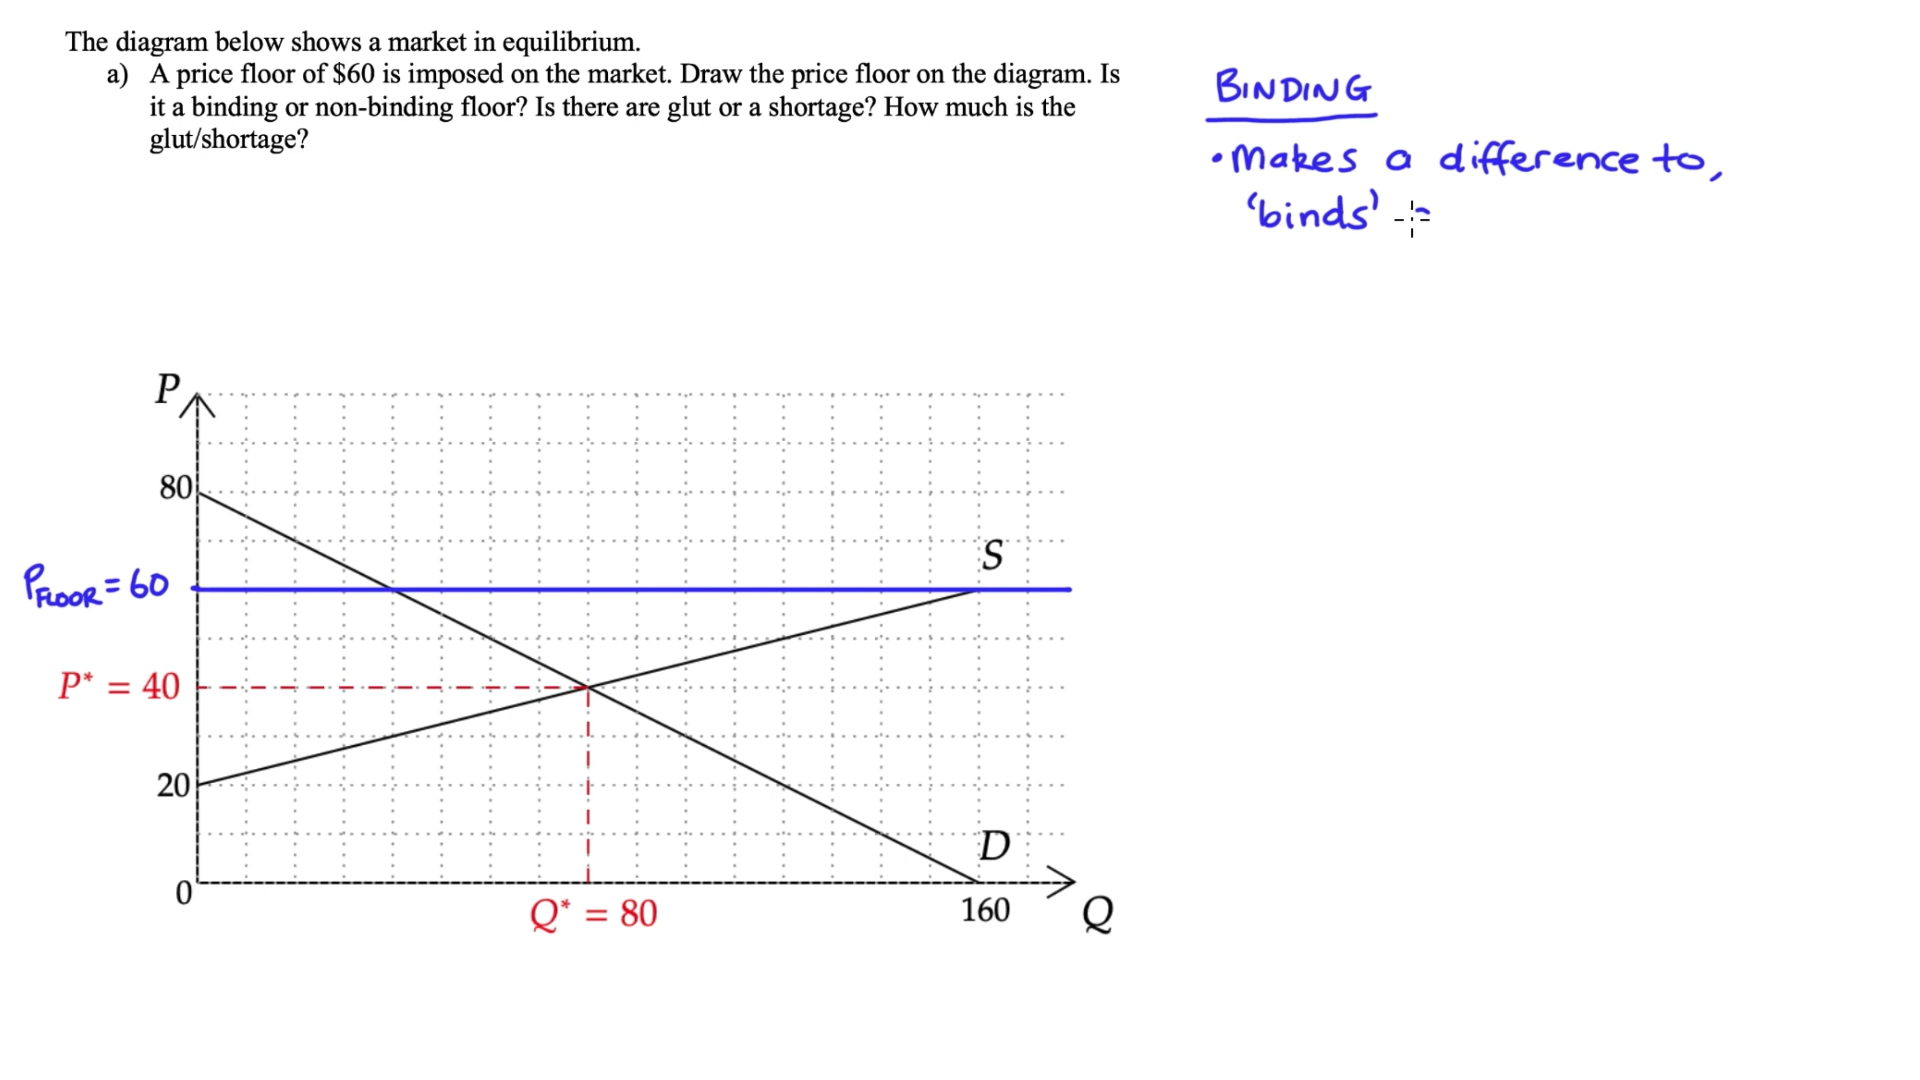 The diagram below shows a market in equilibrium.
a) A price floor of $60 is imposed on the market. Draw the price floor on the diagram. Is
it a binding or non-binding floor? Is there are glut or a shortage? How much is the
glut/shortage?
BINDING
• Makes a difference to,
'binds'
P
80
S
PFLOOR = 60
P* = 40
20
D
0
Q* = 80
160
Q